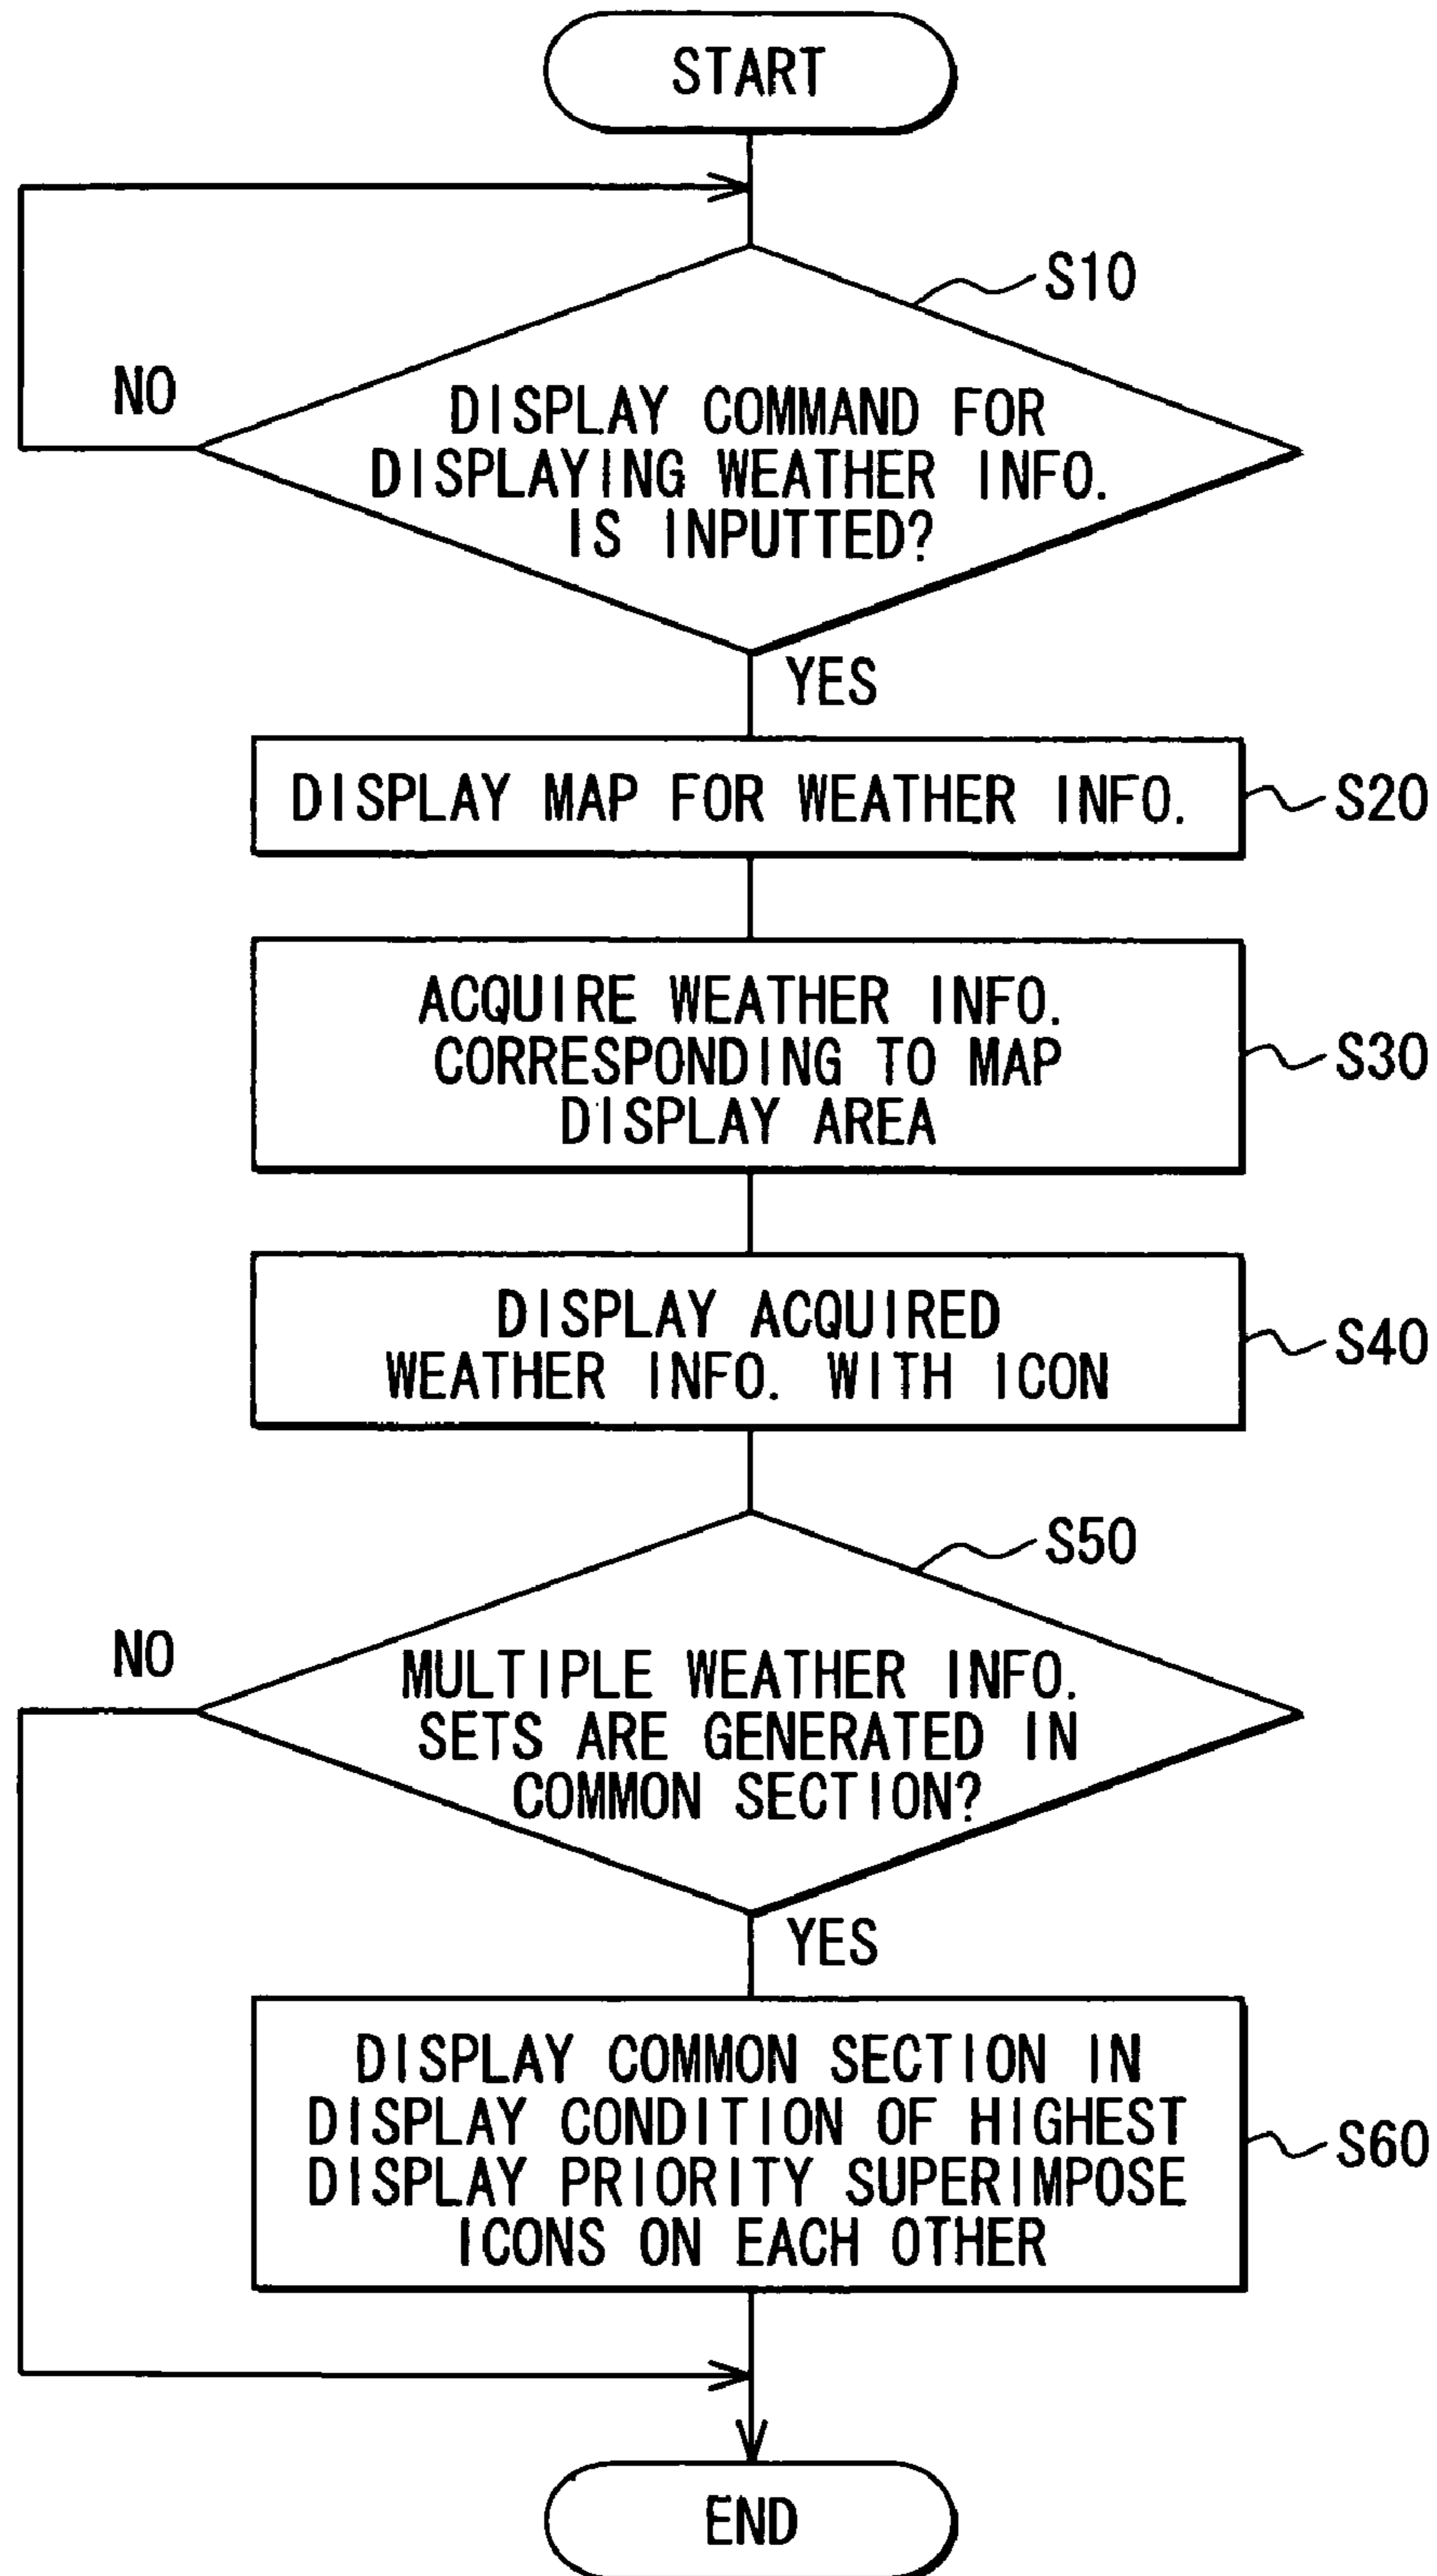 START
S10
NO
DISPLAY COMMAND FOR
DISPLAYING WEATHER INFO.
IS INPUTTED?
YES
DISPLAY MAP FOR WEATHER INFO.
S20
ACQUIRE WEATHER INFO.
CORRESPONDING TO MAP
DISPLAY AREA
S30
DISPLAY ACQUIRED
WEATHER INFO. WITH ICON
S40
S50
NO
MULTIPLE WEATHER INFO.
SETS ARE GENERATED IN
COMMON SECTION?
YES
DISPLAY COMMON SECTION IN
DISPLAY CONDITION OF HIGHEST
DISPLAY PRIORITY SUPERIMPOSE
ICONS ON EACH OTHER
S60
END